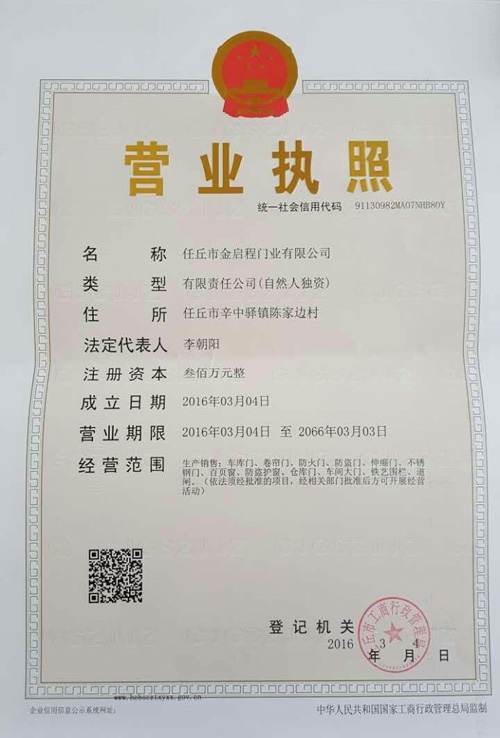 营业执照
统一社会信用代码 91130982MA07NHB80Y
名称 任丘市金启程门业有限公司
类型 有限责任公司(自然人独资)
住所 任丘市辛中驿镇陈家边村
法定代表人 李朝阳
注册资本 叁佰万元整
成立日期 2016年03月04日
营业期限 2016年03月04日 至 2066年03月03日
经营范围 生产销售：车库门、卷帘门、防火门、防盗门、伸缩门、不锈
钢门、百页窗、防盗护窗、仓库门、车间大门、铁艺围栏、道
闸。（依法须经批准的项目，经相关部门批准后方可开展经营
活动）
任丘市工商行政管理局
登记机关
2016 3 4
年 月 日
企业信用信息公示系统网址：
中华人民共和国国家工商行政管理总局监制